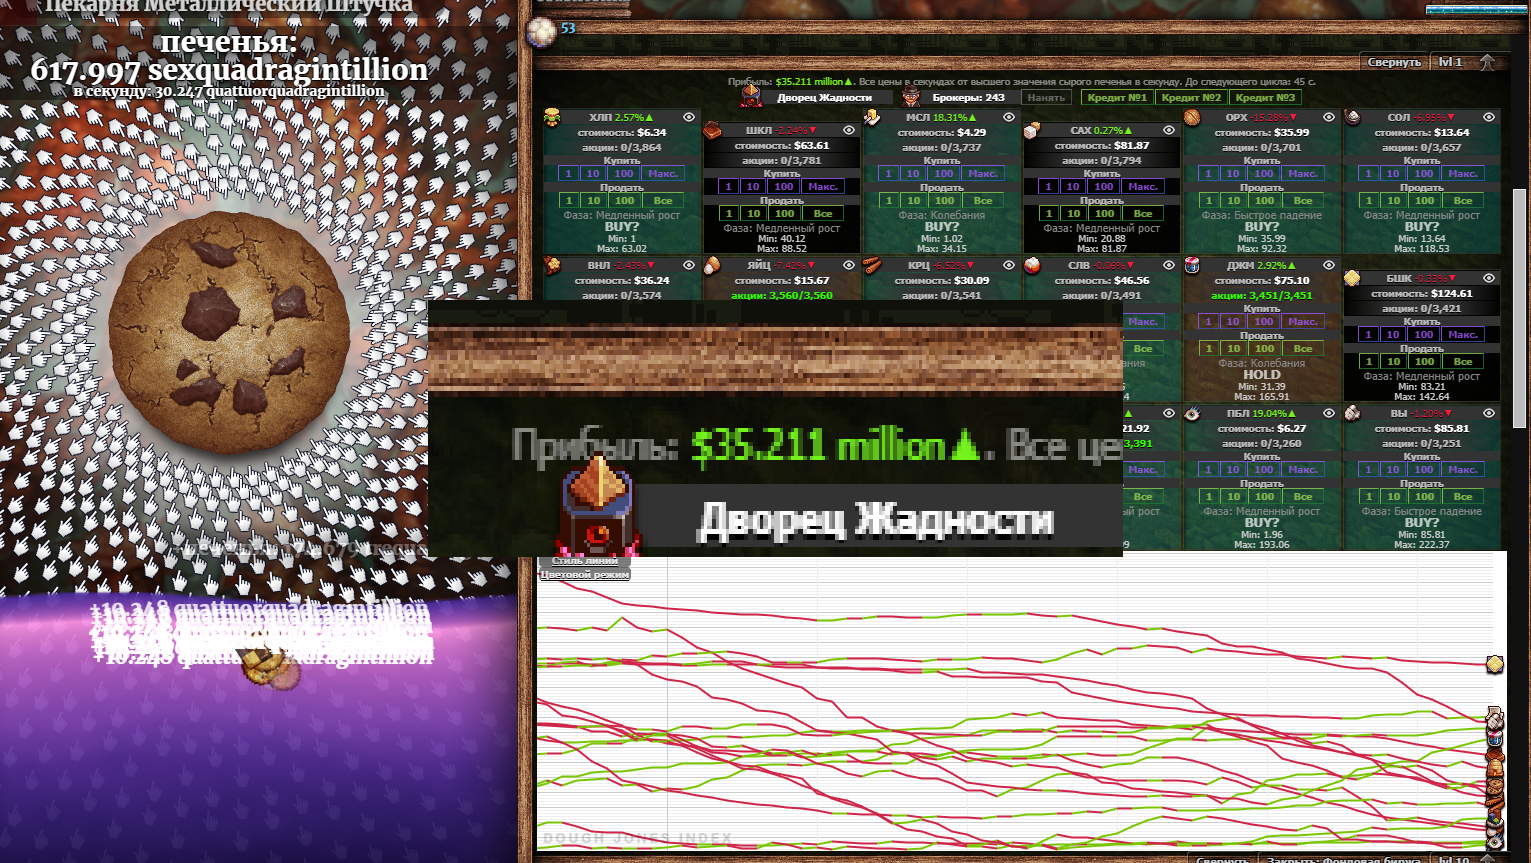 Пекарня Металлический Штучка
печенья:
617.997 sexquadragintillion
в секунду: 30.247 quattuorquadragintillion
53
Свернуть lvl 1
Прибыль: $35.211 million▲. Все цены в секундах от высшего значения сырого печенья в секунду. До следующего цикла: 45 с.
Дворец Жадности Брокеры: 243 Нанять Кредит №1 Кредит №2 Кредит №3
ХЛП 2.57%▲
стоимость: $6.34
акции: 0/3,864
Купить
1 10 100 Макс.
Продать
1 10 100 Все
Фаза: Медленный рост
BUY?
Min: 1
Max: 63.02
ШКЛ -2.24%▼
стоимость: $63.61
акции: 0/3,781
Купить
1 10 100 Макс.
Продать
1 10 100 Все
Фаза: Медленный рост
Min: 40.12
Max: 88.52
МСЛ 18.31%▲
стоимость: $4.29
акции: 0/3,737
Купить
1 10 100 Макс.
Продать
1 10 100 Все
Фаза: Колебания
BUY?
Min: 1.02
Max: 34.15
САХ 0.27%▲
стоимость: $81.87
акции: 0/3,794
Купить
1 10 100 Макс.
Продать
1 10 100 Все
Фаза: Медленный рост
Min: 20.88
Max: 81.87
ОРХ -15.28%▼
стоимость: $35.99
акции: 0/3,701
Купить
1 10 100 Макс.
Продать
1 10 100 Все
Фаза: Быстрое падение
BUY?
Min: 35.99
Max: 92.32
СОЛ -6.95%▼
стоимость: $13.64
акции: 0/3,657
Купить
1 10 100 Макс.
Продать
1 10 100 Все
Фаза: Медленный рост
BUY?
Min: 13.64
Max: 118.53
ВНЛ -2.43%▼
стоимость: $36.24
акции: 0/3,574
ЯЙЦ -7.42%▼
стоимость: $15.67
акции: 3,560/3,560
КРЦ -6.52%▼
стоимость: $30.09
акции: 0/3,541
СЛВ -0.06%▼
стоимость: $46.56
акции: 0/3,491
Макс.
Все
ДЖМ 2.92%▲
стоимость: $75.10
акции: 3,451/3,451
Купить
1 10 100 Макс.
Продать
1 10 100 Все
Фаза: Колебания
HOLD
Min: 31.39
Max: 165.91
БШК -0.33%▼
стоимость: $124.61
акции: 0/3,421
Купить
1 10 100 Макс.
Продать
1 10 100 Все
Фаза: Медленный рост
Min: 83.21
Max: 142.64
Прибыль: $35.211 million▲. Все це
Дворец Жадности
21.92
3,391
Макс.
Все
ый рост
ПБЛ 19.04%▲
стоимость: $6.27
акции: 0/3,260
Купить
1 10 100 Макс.
Продать
1 10 100 Все
Фаза: Медленный рост
BUY?
Min: 1.96
Max: 193.06
ВЫ -1.20%▼
стоимость: $85.81
акции: 0/3,251
Купить
1 10 100 Макс.
Продать
1 10 100 Все
Фаза: Быстрое падение
BUY?
Min: 85.81
Max: 222.37
Стиль линии
Цветовой режим
+10.248 quattuorquadragintillion
+10.248 quattuorquadragintillion
DOUGH JONES INDEX
Свернуть Закрыть: Фондовая биржа lvl 10